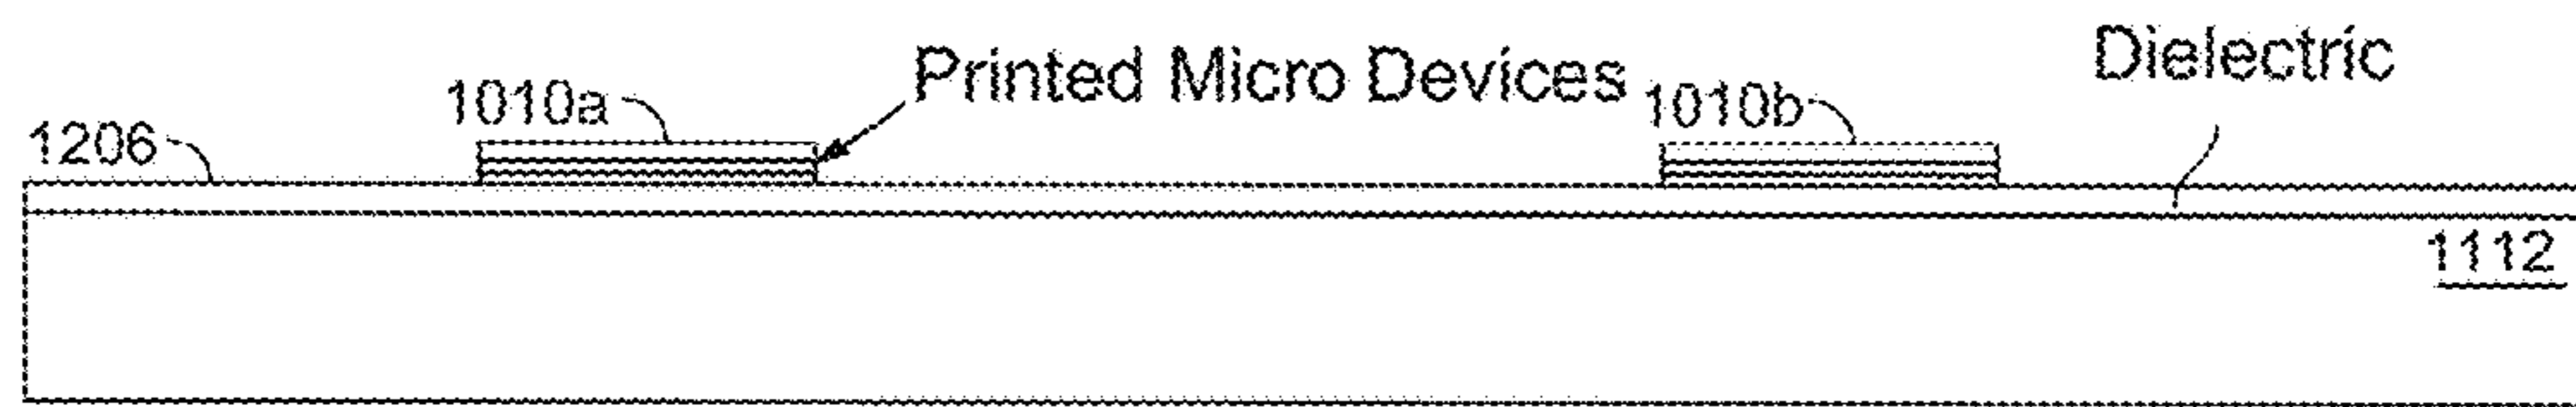 Dielectric
Printed Micro Devices
1010a
1010b
1206
1112